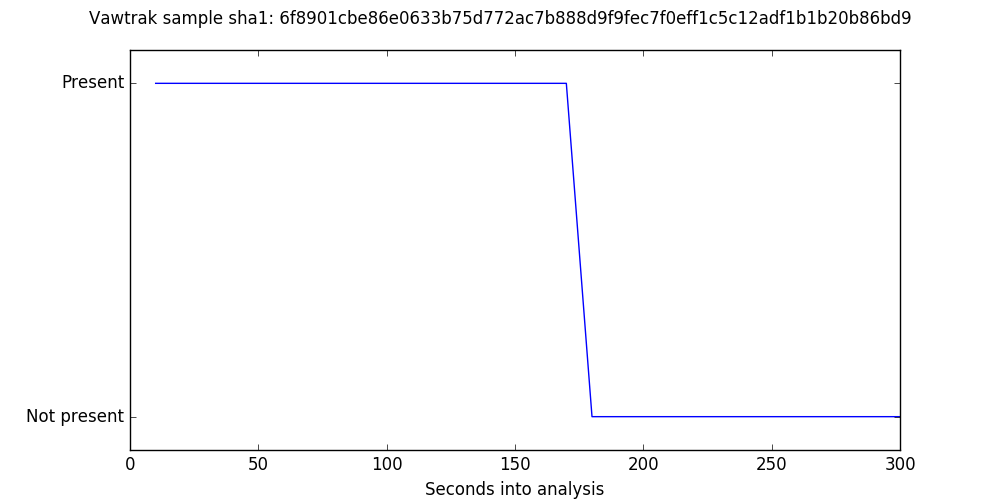 Vawtrak sample sha1: 6f8901cbe86e0633b75d772ac7b888d9f9fec7f0eff1c5c12adf1b1b20b86bd9
Present
Not present
0 50 100 150 200 250 300
Seconds into analysis